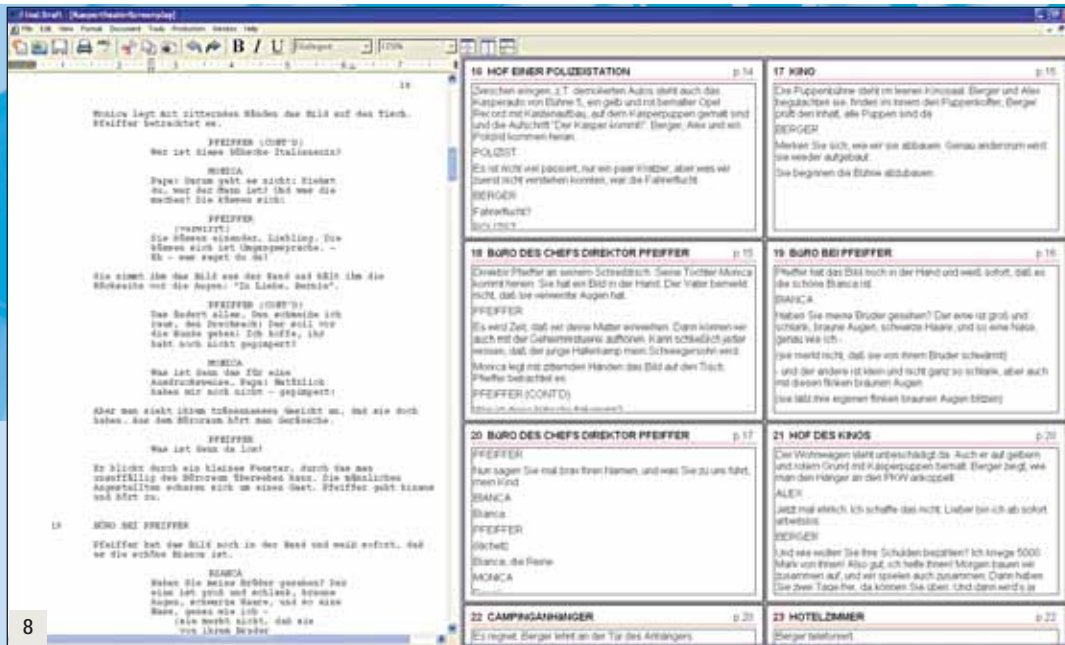 Final Draft - [Kaspertheater Screenplay]
File Edit View Format Document Tools Production Window Help
B I U
18
Monica legt mit zitternden Händen das Bild auf den Tisch.
Pfeiffer betrachtet es.
PFEIFFER (CONT'D)
Wer ist diese hübsche Italienerin?
MONICA
Papa! Darum geht es nicht! Siehst
du, wer der Mann ist? Und was die
machen? Die küssen sich!
PFEIFFER
(verwirrt)
Sie küssen einander, Liebling. Die
küssen sich ist Umgangssprache. -
Äh - was sagst du da?
Sie nimmt ihm das Bild aus der Hand und hält ihm die
Rückseite vor die Augen: "In Liebe,
PFEIFFER (CONT'D)
Das ändert alles. Den schmeiße ich
raus, den Der soll vor
die Hunde gehen! Ich hoffe, ihr
habt noch nicht gepimpert?
MONICA
Was ist denn das für eine
Ausdrucksweise, Papa! Natürlich
haben wir noch nicht - gepimpert!
Aber man sieht ihrem Gesicht an, daß sie doch
haben. Aus dem Büroraum hört man Geräusche.
PFEIFFER
Was ist denn da los?
Er blickt durch ein kleines Fenster, durch das man
unauffällig den Büroraum übersehen kann. Die männlichen
Angestellten scharen sich um einen Gast. Pfeiffer geht hinaus
und hört zu.
19 BÜRO BEI PFEIFFER
Pfeiffer hat das Bild noch in der Hand und weiß sofort, daß
es die schöne Bianca ist.
BIANCA
Haben Sie meine Brüder gesehen? Der
eine ist groß und schlank, braune
Augen, schwarze Haare, und so eine
Nase, genau wie ich -
(sie merkt nicht, daß sie
von ihrem Bruder
16 HOF EINER POLIZEISTATION p.14
Zwischen einigen, z.T. demolierten Autos steht auch das
Kasperauto von Bühne 5, ein gelb und rot bemalter Opel
Record mit Kastenaufbau, auf dem Kasperpuppen gemalt sind
und die Aufschrift "Der Kasper kommt!". Berger, Alex und ein
Polizist kommen heran.
POLIZIST
Es ist nicht viel passiert, nur ein paar Kratzer, aber was wir
zuerst nicht verstehen konnten, war die Fahrerflucht.
BERGER
Fahrerflucht?
POLIZIST
17 KINO p.15
Die Puppenbühne steht im leeren Kinosaal. Berger und Alex
begutachten sie, finden im Innern den Puppenkoffer, Berger
prüft den Inhalt, alle Puppen sind da.
BERGER
Merken Sie sich, wie wir sie abbauen. Genau andersrum wird
sie wieder aufgebaut.
Sie beginnen die Bühne abzubauen.
18 BüRO DES CHEFS DIREKTOR PFEIFFER p.15
Direktor Pfeiffer an seinem Schreibtisch. Seine Tochter Monica
kommt herein. Sie hat ein Bild in der Hand. Der Vater bemerkt
nicht, daß sie verweinte Augen hat.
PFEIFFER
Es wird Zeit, daß wir deine Mutter einweihen. Dann können wir
auch mit der Geheimnistuerei aufhören. Kann schließlich jeder
wissen, daß der junge Hallerkamp mein Schwiegersohn wird.
Monica legt mit zitternden Händen das Bild auf den Tisch.
Pfeiffer betrachtet es.
PFEIFFER (CONT'D)
Wer ist diese hübsche Italienerin?
19 BüRO BEI PFEIFFER p.16
Pfeiffer hat das Bild noch in der Hand und weiß sofort, daß es
die schöne Bianca ist.
BIANCA
Haben Sie meine Brüder gesehen? Der eine ist groß und
schlank, braune Augen, schwarze Haare, und so eine Nase,
genau wie ich -
(sie merkt nicht, daß sie von ihrem Bruder schwärmt)
- und der andere ist klein und nicht ganz so schlank, aber auch
mit diesen flinken braunen Augen
(sie läßt ihre eigenen flinken braunen Augen blitzen)
20 BüRO DES CHEFS DIREKTOR PFEIFFER p.17
PFEIFFER
Nun sagen Sie mal brav Ihren Namen, und was Sie zu uns führt,
mein Kind.
BIANCA
Bianca.
PFEIFFER
(lächelt)
Bianca, die Reine.
MONICA
21 HOF DES KINOS p.20
Der Wohnwagen steht unbeschädigt da. Auch er auf gelbem
und rotem Grund mit Kasperpuppen bemalt. Berger zeigt, wie
man den Hänger an den PKW ankoppelt.
ALEX
Jetzt mal ehrlich. Ich schaffe das nicht. Lieber bin ich ab sofort
arbeitslos.
BERGER
Und wie wollen Sie Ihre Schulden bezahlen? Ich kriege 5000
Mark von Ihnen! Also gut, ich helfe Ihnen! Morgen bauen wir
zusammen auf, und wir spielen auch zusammen. Dann haben
Sie zwei Tage frei, da können Sie üben. Und dann wird's ja
22 CAMPINGANHäNGER p.20
Es regnet. Berger lehnt an der Tür des Anhängers.
23 HOTELZIMMER p.22
Berger telefoniert.
8